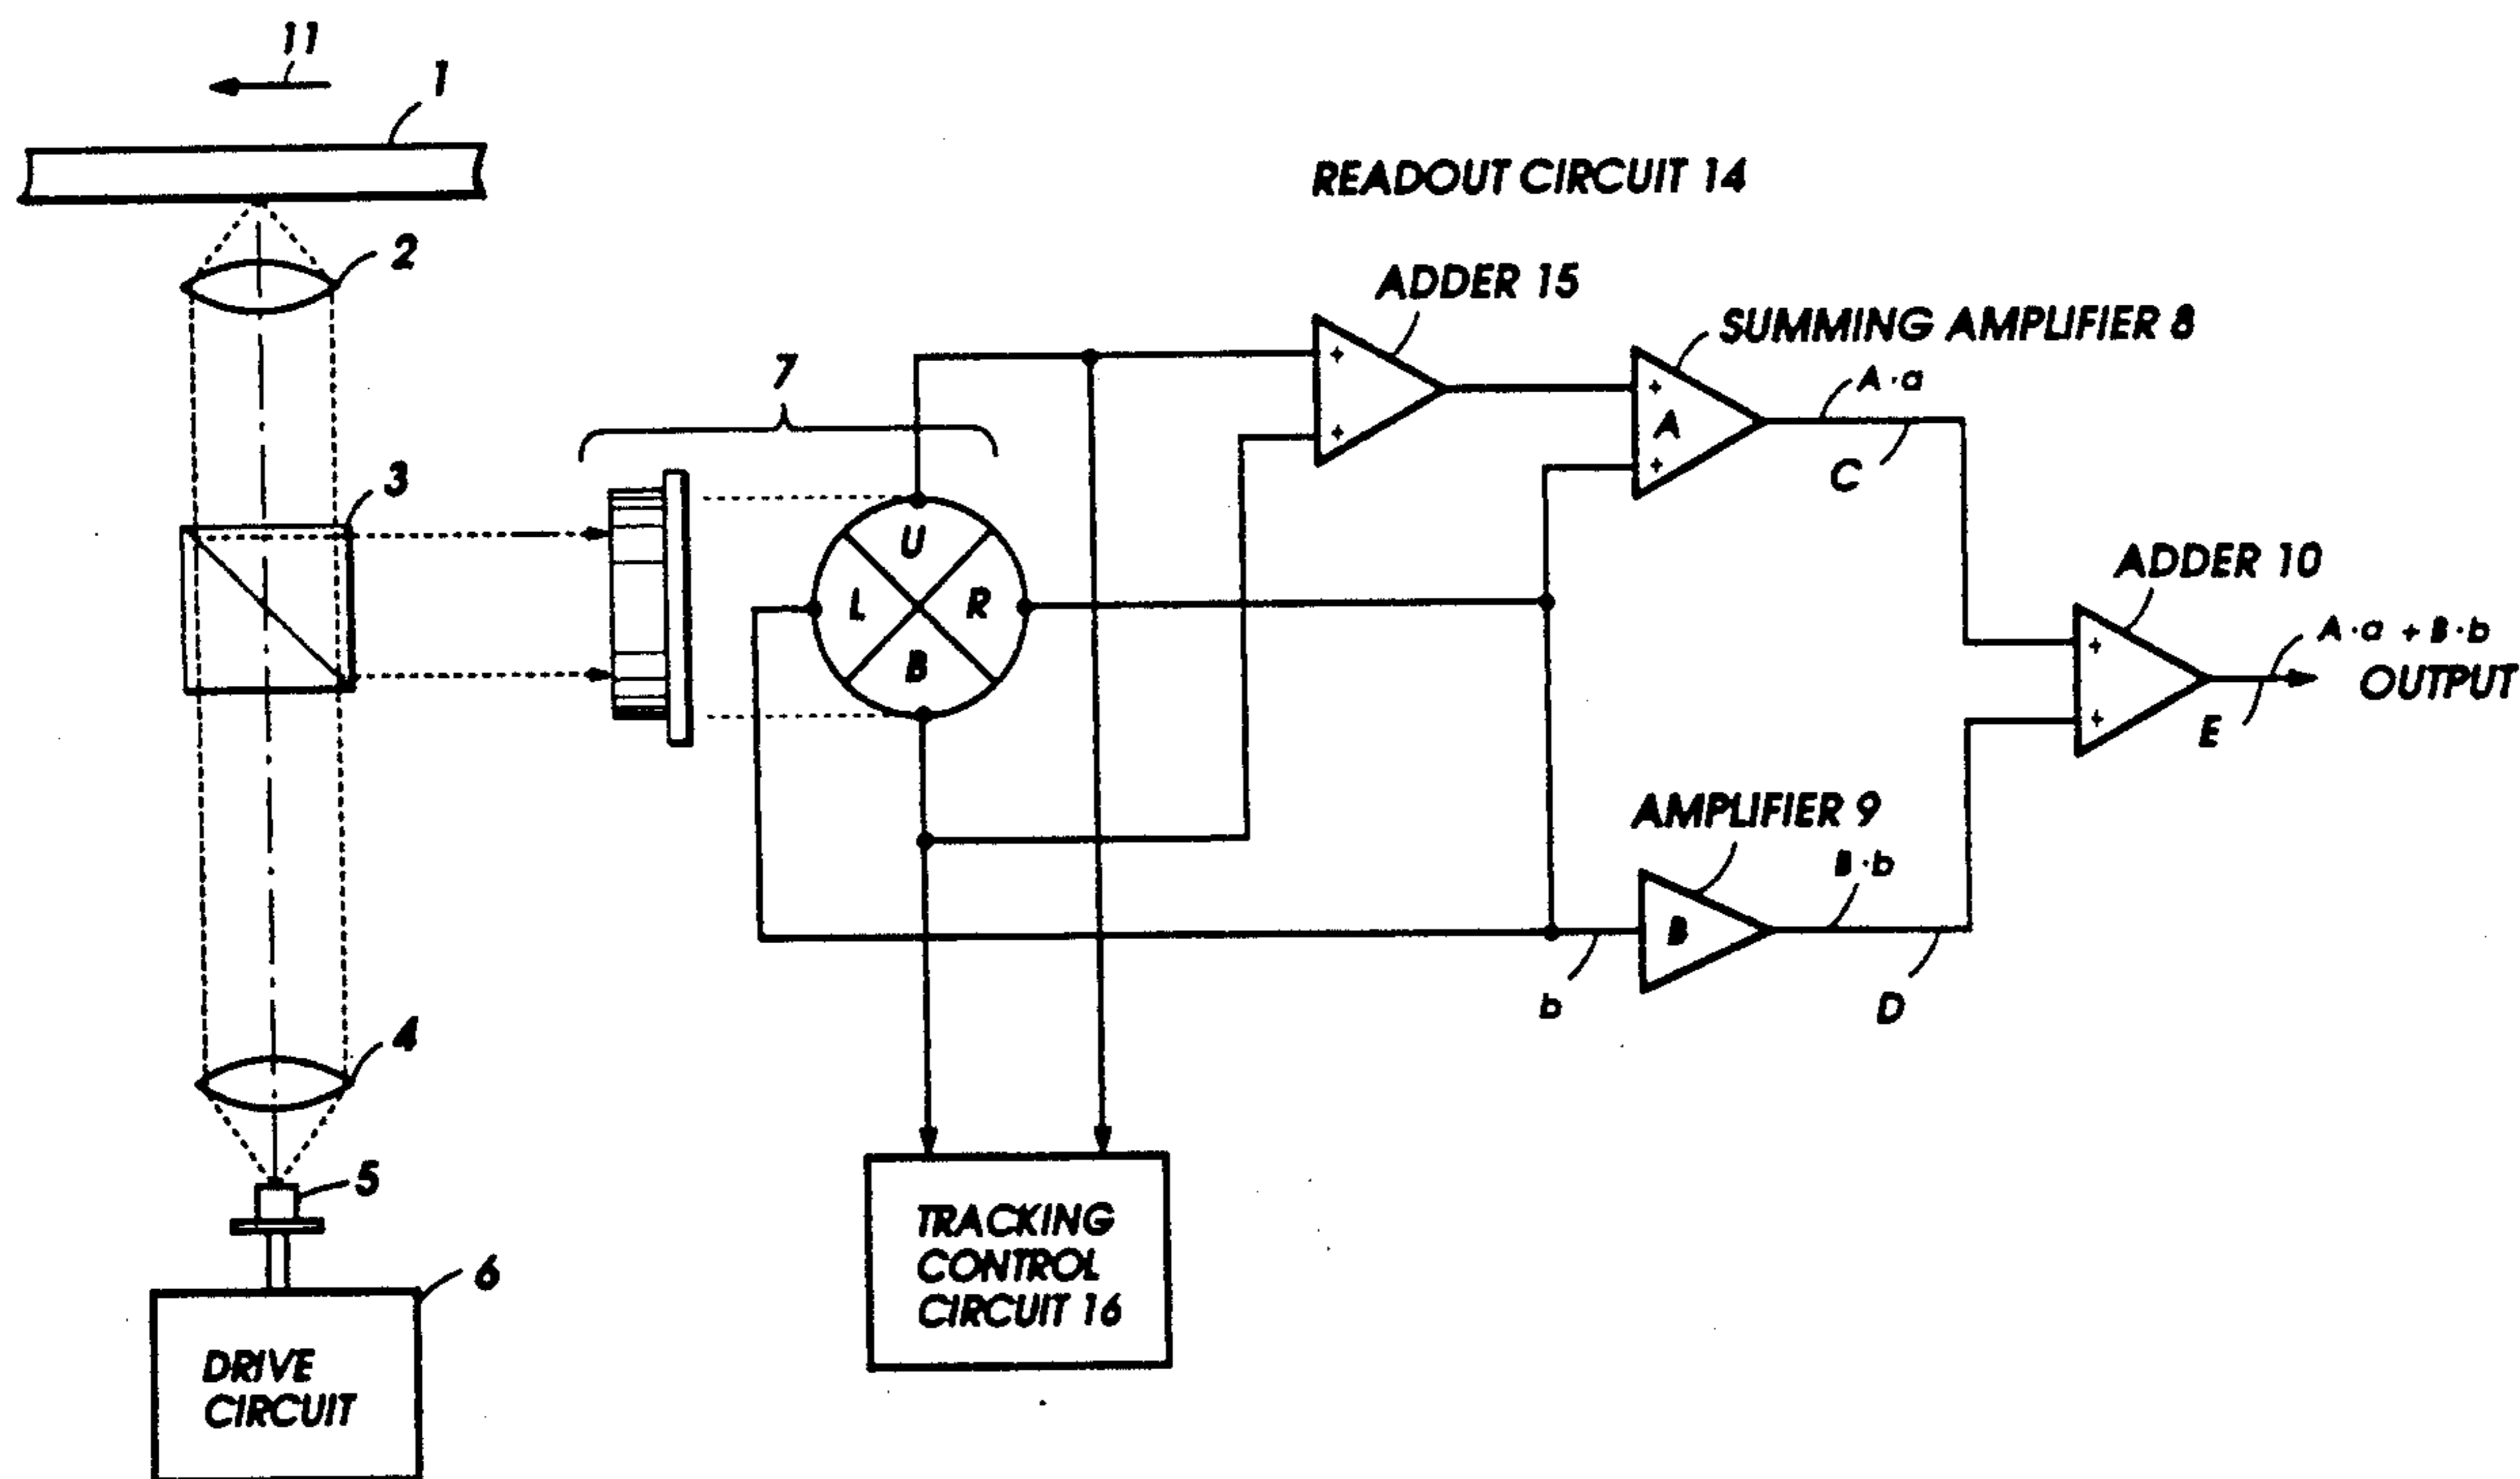 11
1
READOUT CIRCUIT 14
2
ADDER 15
SUMMING AMPLIFIER 8
7
A·a
+
+
A
+
+
C
3
U
L
R
B
ADDER 10
A·a + B·b
+
OUTPUT
+
E
AMPLIFIER 9
B·b
B
b
D
4
5
TRACKING
CONTROL
CIRCUIT 16
6
DRIVE
CIRCUIT